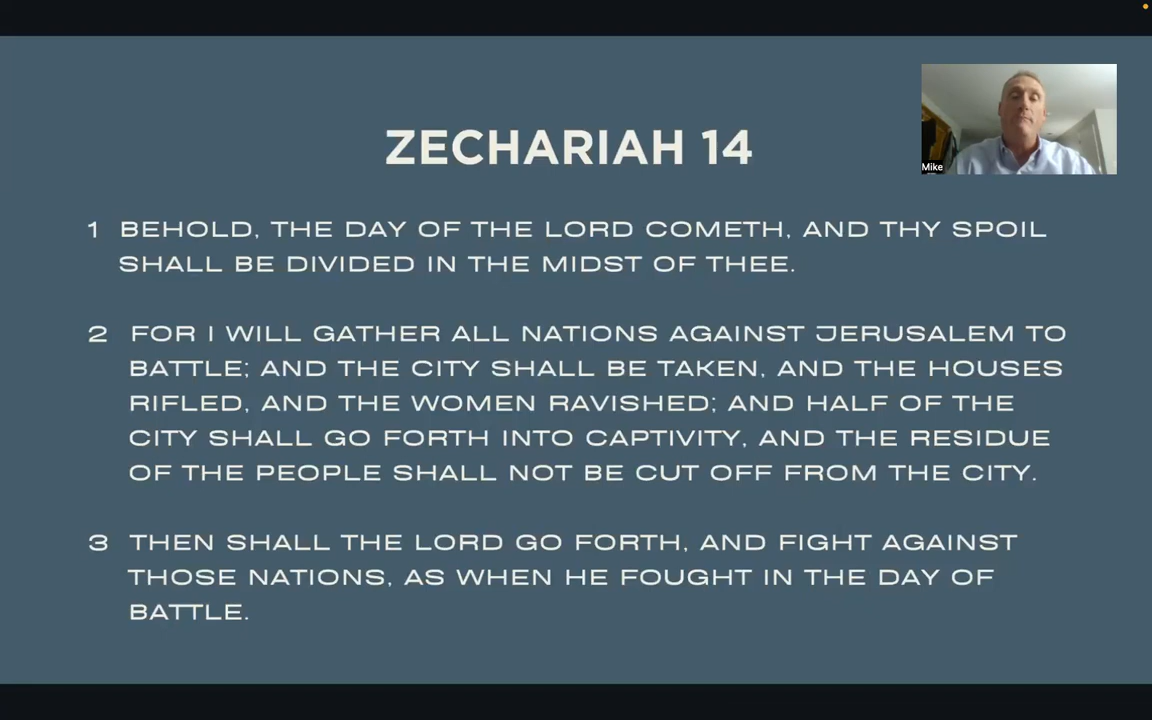 ZECHARIAH 14
Mike
1 BEHOLD, THE DAY OF THE LORD COMETH, AND THY SPOIL
SHALL BE DIVIDED IN THE MIDST OF THEE.
2 FOR I WILL GATHER ALL NATIONS AGAINST JERUSALEM TO
BATTLE; AND THE CITY SHALL BE TAKEN, AND THE HOUSES
RIFLED, AND THE WOMEN RAVISHED; AND HALF OF THE
CITY SHALL GO FORTH INTO CAPTIVITY, AND THE RESIDUE
OF THE PEOPLE SHALL NOT BE CUT OFF FROM THE CITY.
3 THEN SHALL THE LORD GO FORTH, AND FIGHT AGAINST
THOSE NATIONS, AS WHEN HE FOUGHT IN THE DAY OF
BATTLE.